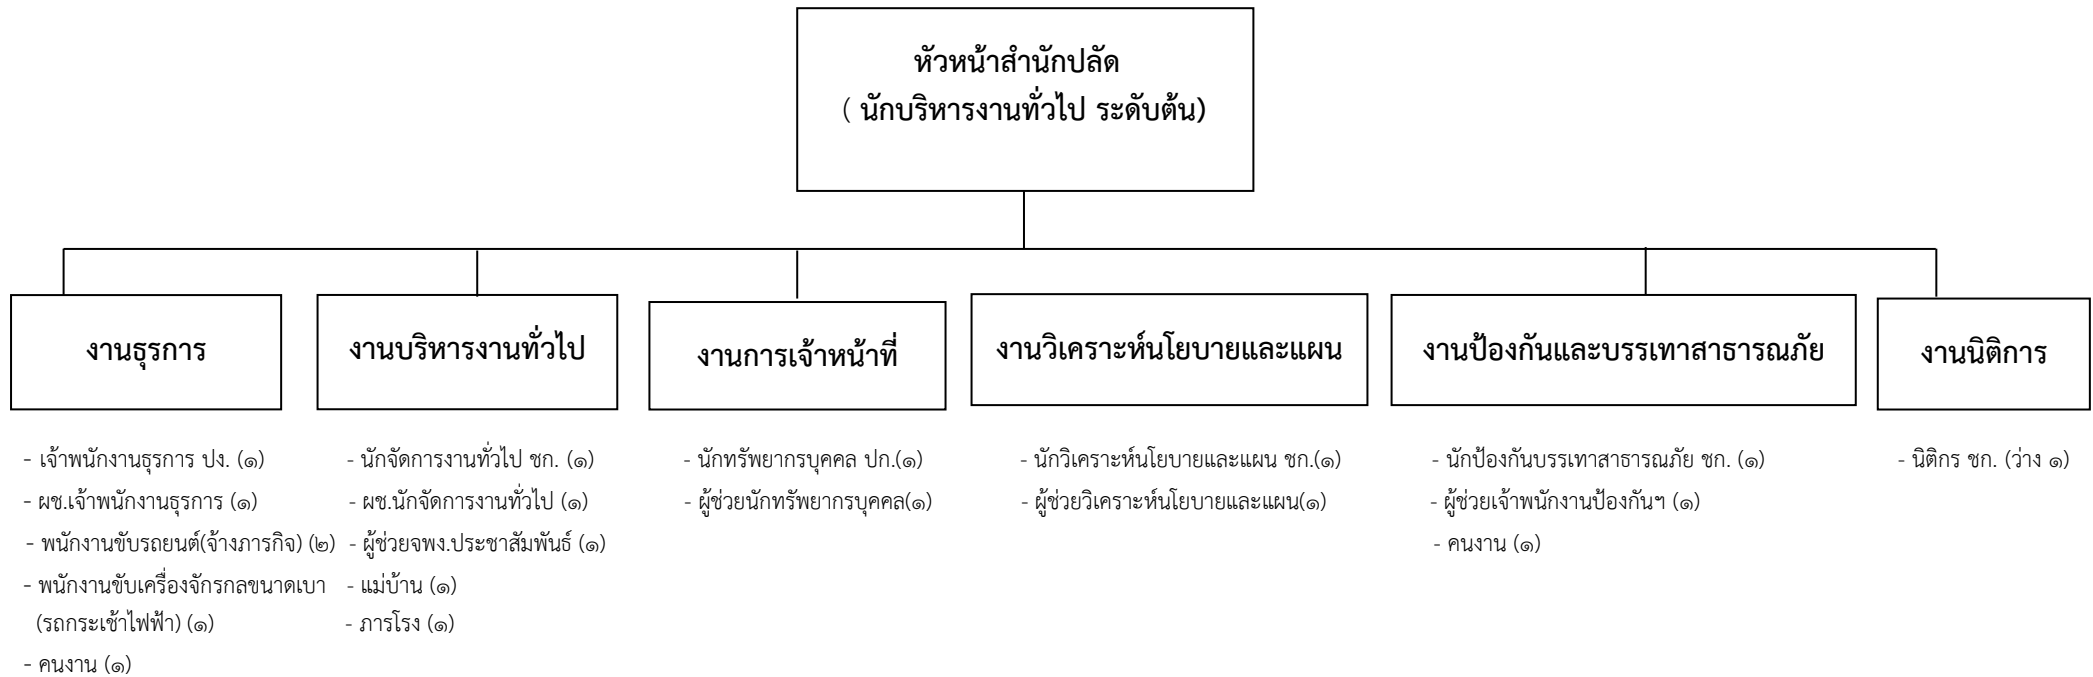 หัวหน้าสำนักปลัด
( นักบริหารงานทั่วไป ระดับต้น)
งานธุรการ
- เจ้าพนักงานธุรการ ปง. (๑)
- ผช.เจ้าพนักงานธุรการ (๑)
- พนักงานขับรถยนต์(จ้างภารกิจ) (๒)
- พนักงานขับเครื่องจักรกลขนาดเบา
(รถกระเช้าไฟฟ้า) (๑)
- คนงาน (๑)
งานบริหารงานทั่วไป
- นักจัดการงานทั่วไป ชก. (๑)
- ผช.นักจัดการงานทั่วไป (๑)
- ผู้ช่วยจพง.ประชาสัมพันธ์ (๑)
- แม่บ้าน (๑)
- ภารโรง (๑)
งานการเจ้าหน้าที่
- นักทรัพยากรบุคคล ปก.(๑)
- ผู้ช่วยนักทรัพยากรบุคคล(๑)
งานวิเคราะห์นโยบายและแผน
- นักวิเคราะห์นโยบายและแผน ชก.(๑)
- ผู้ช่วยวิเคราะห์นโยบายและแผน(๑)
งานป้องกันและบรรเทาสาธารณภัย
- นักป้องกันบรรเทาสาธารณภัย ชก. (๑)
- ผู้ช่วยเจ้าพนักงานป้องกันฯ (๑)
- คนงาน (๑)
งานนิติการ
- นิติกร ชก. (ว่าง ๑)